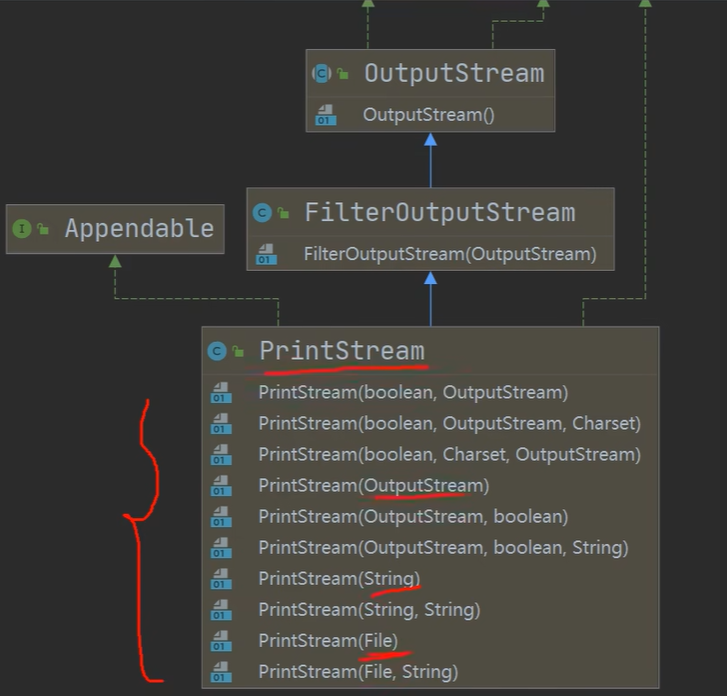 OutputStream
OutputStream()
FilterOutputStream
FilterOutputStream(OutputStream)
Appendable
PrintStream
PrintStream(boolean, OutputStream)
PrintStream(boolean, OutputStream, Charset)
PrintStream(boolean, Charset, OutputStream)
PrintStream(OutputStream)
PrintStream(OutputStream, boolean)
PrintStream(OutputStream, boolean, String)
PrintStream(String)
PrintStream(String, String)
PrintStream(File)
PrintStream(File, String)